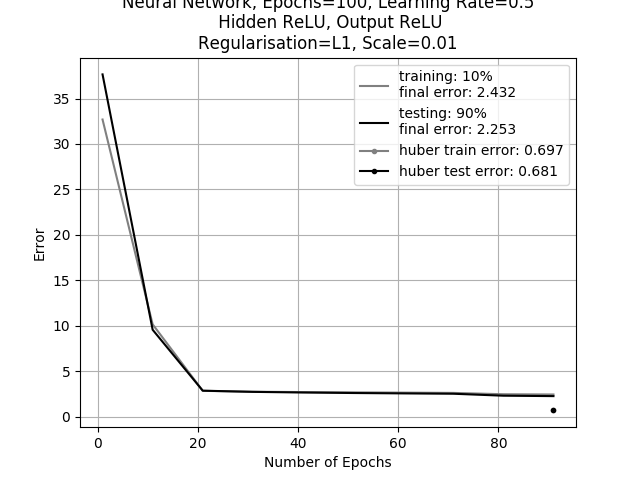 Neural Network, Epochs=100, Learning Rate=0.5
Hidden ReLU, Output ReLU
Regularisation=L1, Scale=0.01
training: 10%
final error: 2.432
testing: 90%
final error: 2.253
huber train error: 0.697
huber test error: 0.681
Error
35
30
25
20
15
10
5
0
0 20 40 60 80
Number of Epochs